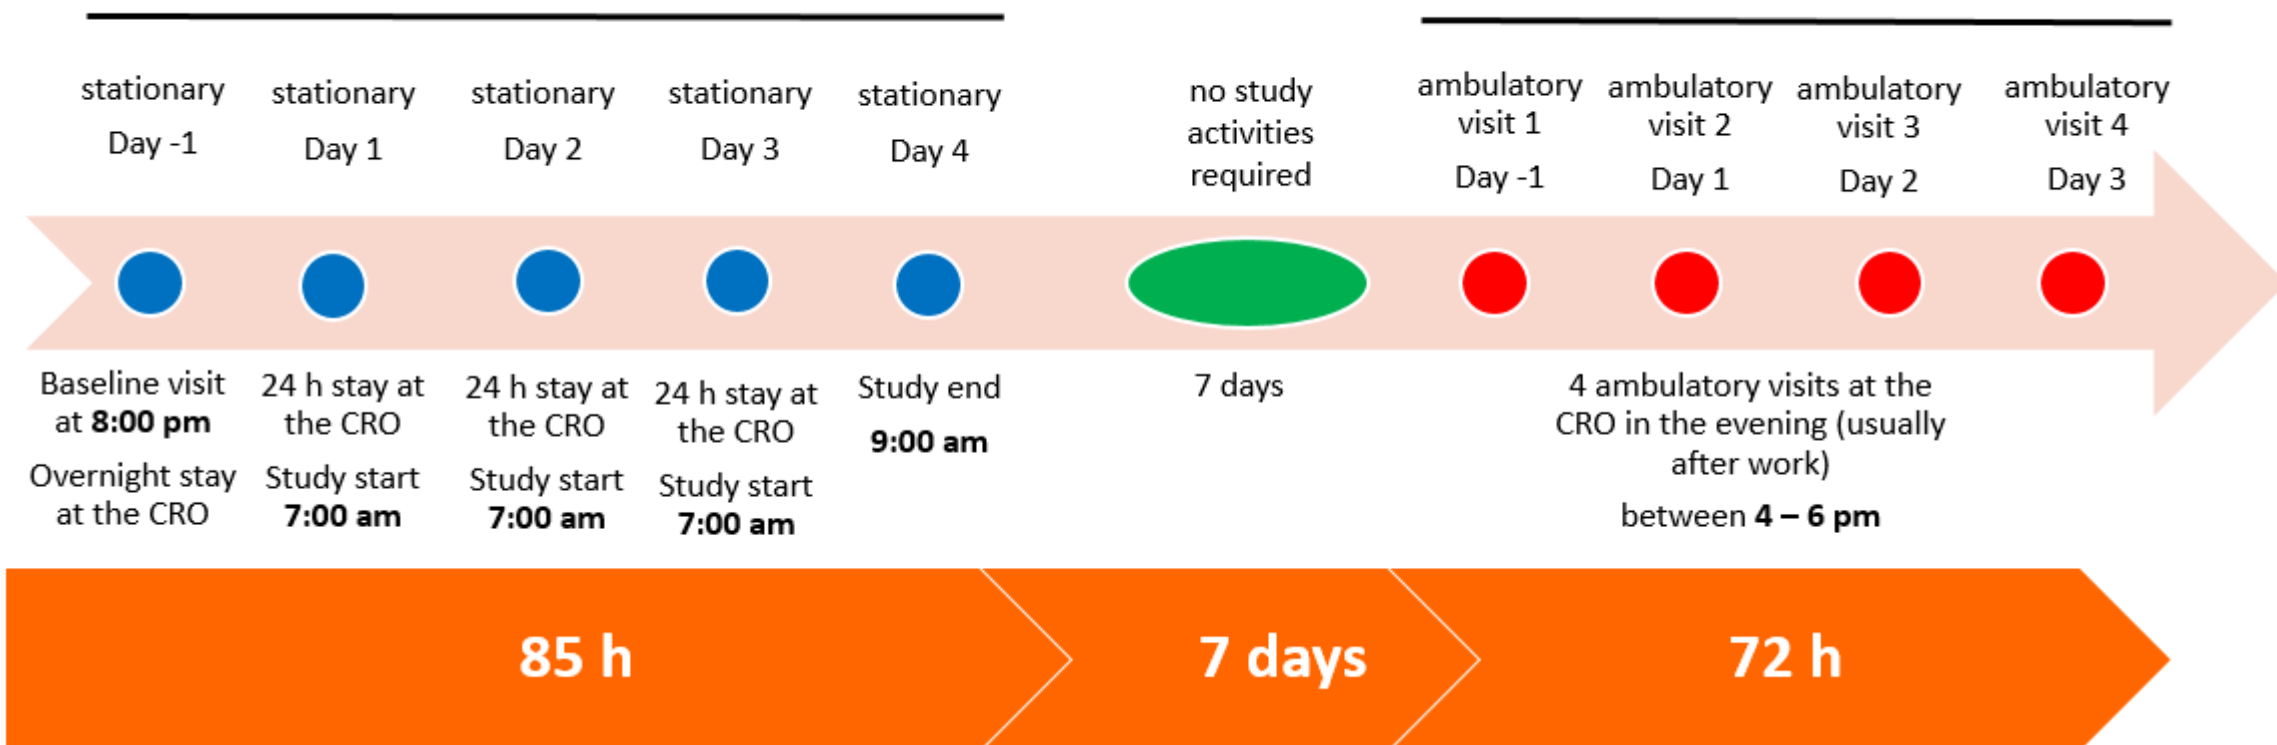 stationary
Day -1
stationary
Day 1
stationary
Day 2
stationary
Day 3
stationary
Day 4
no study
activities
required
ambulatory
visit 1
Day -1
ambulatory
visit 2
Day 1
ambulatory
visit 3
Day 2
ambulatory
visit 4
Day 3
Baseline visit
at 8:00 pm
Overnight stay
at the CRO
24 h stay at
the CRO
Study start
7:00 am
24 h stay at
the CRO
Study start
7:00 am
24 h stay at
the CRO
Study start
7:00 am
Study end
9:00 am
7 days
4 ambulatory visits at the
CRO in the evening (usually
after work)
between 4 – 6 pm
85 h
7 days
72 h